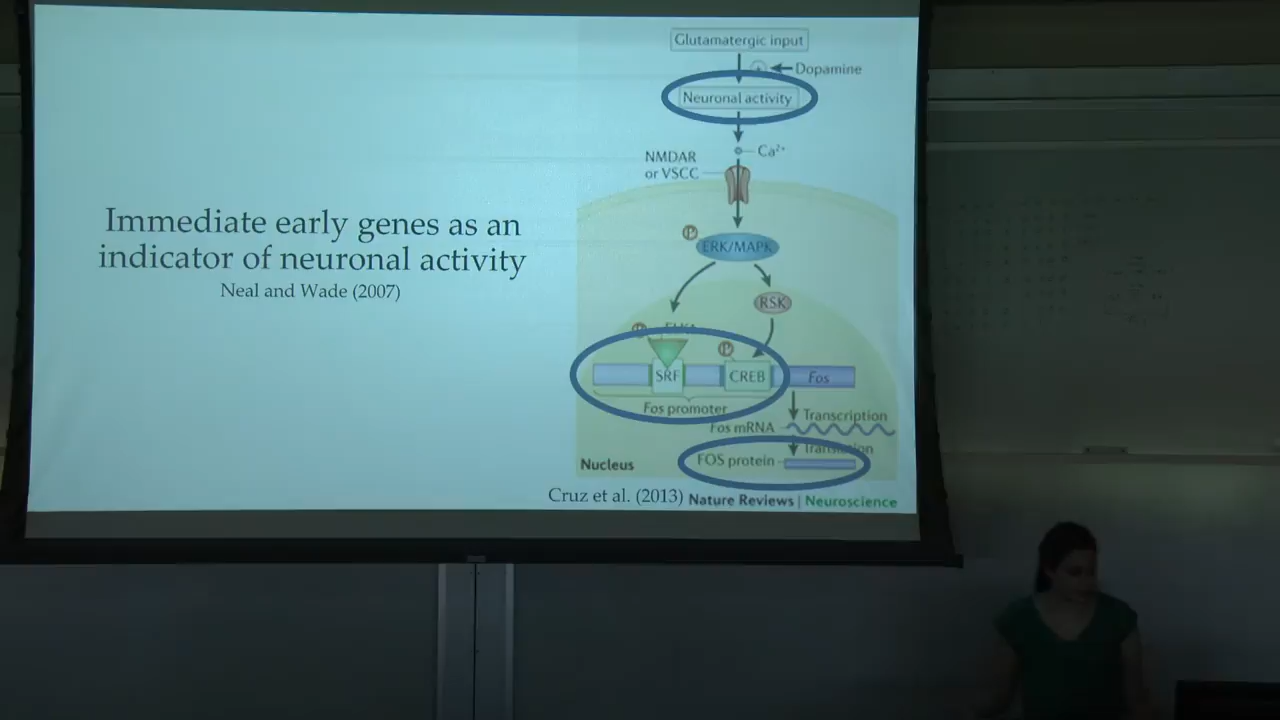 Immediate early genes as an
indicator of neuronal activity
Neal and Wade (2007)
Glutamatergic input
+
Dopamine
Neuronal activity
Ca²⁺
NMDAR
or VSCC
P
ERK/MAPK
RSK
P
P
SRF
CREB
Fos
Fos promoter
Transcription
Fos mRNA
Translation
FOS protein
Nucleus
Cruz et al. (2013)
Nature Reviews | Neuroscience